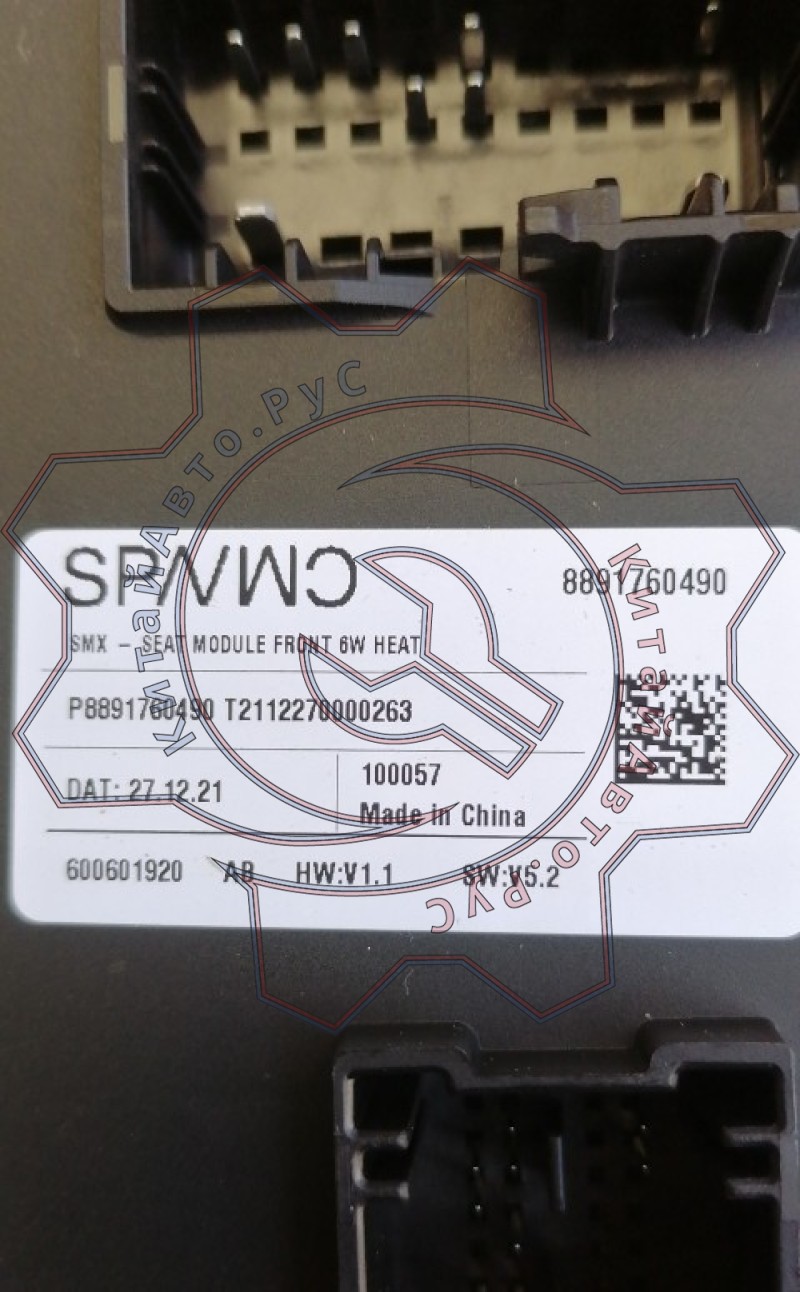 8891760490
SMX - SEAT MODULE FRONT 6W HEAT
P8891760490 T2112270000263
DAT: 27.12.21
100057
Made in China
600601920 AB HW:V1.1 SW:V5.2
КитайАвто.РуС
КитайАвто.РуС